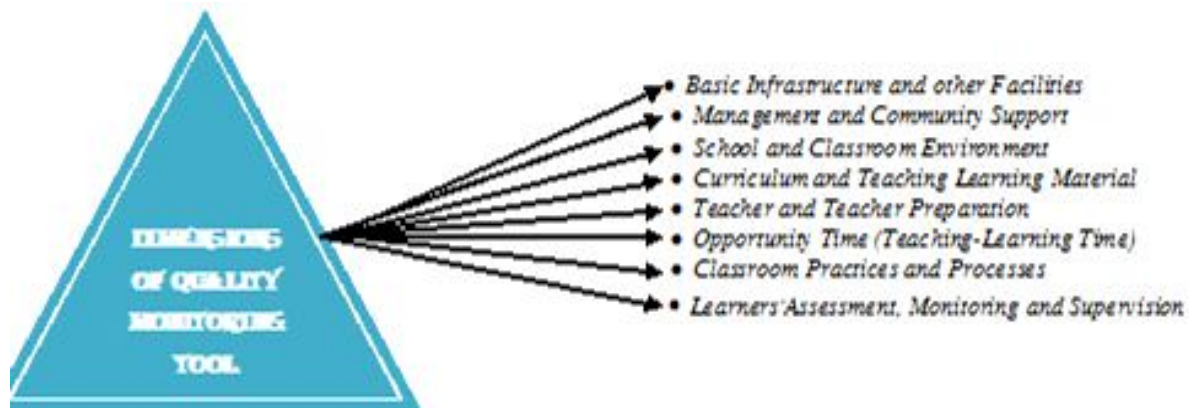 DIMENSIONS
OF QUALITY
MONITORING
TOOL
• Basic Infrastructure and other Facilities
• Management and Community Support
• School and Classroom Environment
• Curriculum and Teaching Learning Material
• Teacher and Teacher Preparation
• Opportunity Time (Teaching-Learning Time)
• Classroom Practices and Processes
• Learners' Assessment, Monitoring and Supervision